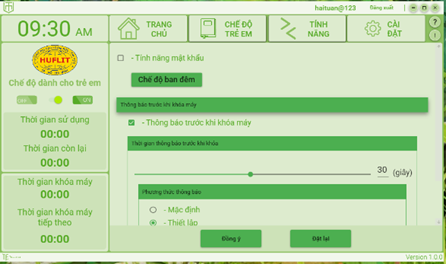 haituan@123
Đăng xuất
09:30 AM
TRANG CHỦ
CHẾ ĐỘ TRẺ EM
TÍNH NĂNG
CÀI ĐẶT
?
HUFLIT
Chế độ dành cho trẻ em
Thời gian sử dụng
00:00
Thời gian còn lại
00:00
Thời gian khóa máy
00:00
Thời gian khóa máy
tiếp theo
00:00
- Tính năng mật khẩu
Chế độ ban đêm
Thông báo trước khi khóa máy
- Thông báo trước khi khóa máy
Thời gian thông báo trước khi khóa
30 (giây)
Phương thức thông báo
- Mặc định
- Thiết lập
Đồng ý
Đặt lại
Version 1.0.0